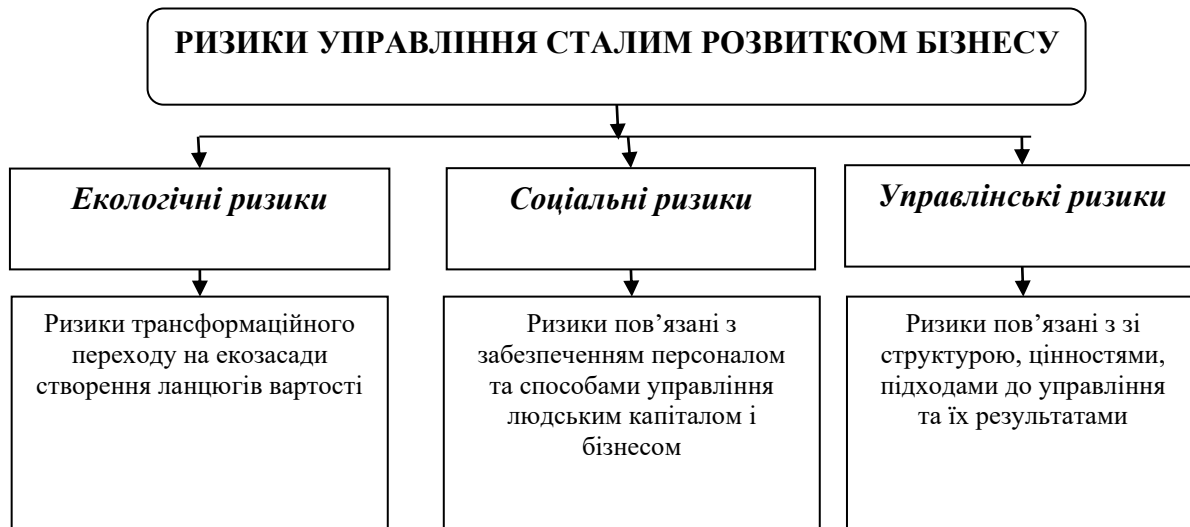 РИЗИКИ УПРАВЛІННЯ СТАЛИМ РОЗВИТКОМ БІЗНЕСУ
Екологічні ризики
Соціальні ризики
Управлінські ризики
Ризики трансформаційного
переходу на екозасади
створення ланцюгів вартості
Ризики пов’язані з
забезпеченням персоналом
та способами управління
людським капіталом і
бізнесом
Ризики пов’язані з зі
структурою, цінностями,
підходами до управління
та їх результатами